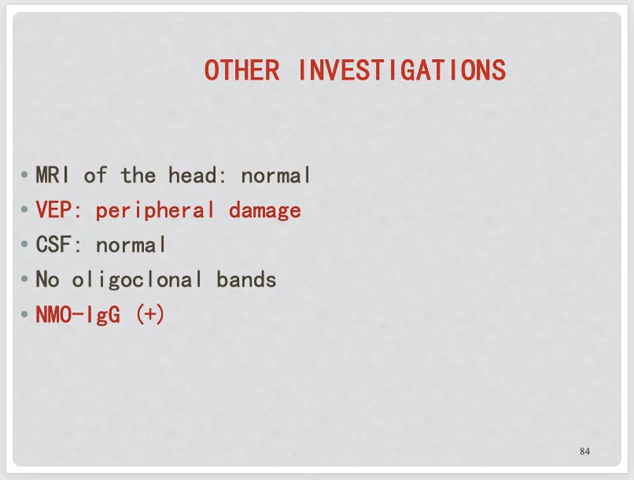 OTHER INVESTIGATIONS
• MRI of the head: normal
• VEP: peripheral damage
• CSF: normal
• No oligoclonal bands
• NMO-IgG (+)
84